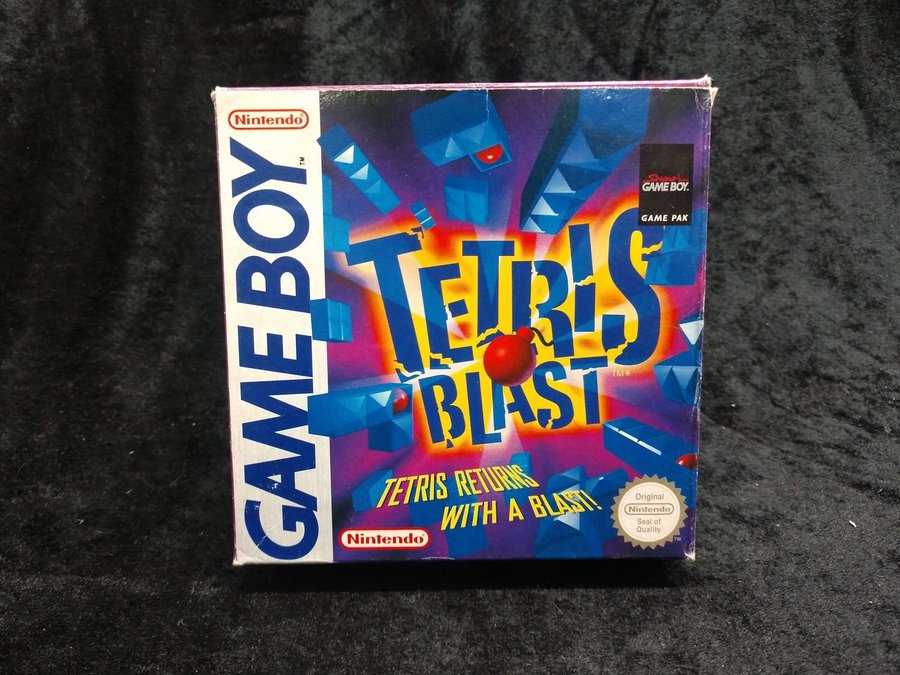 Nintendo
GAME BOY
TM
Super
GAME BOY.
GAME PAK
TETRIS
BLAST
TM*
TETRIS RETURNS
WITH A BLAST!
Nintendo
Original
Nintendo
Seal of
Quality
TM